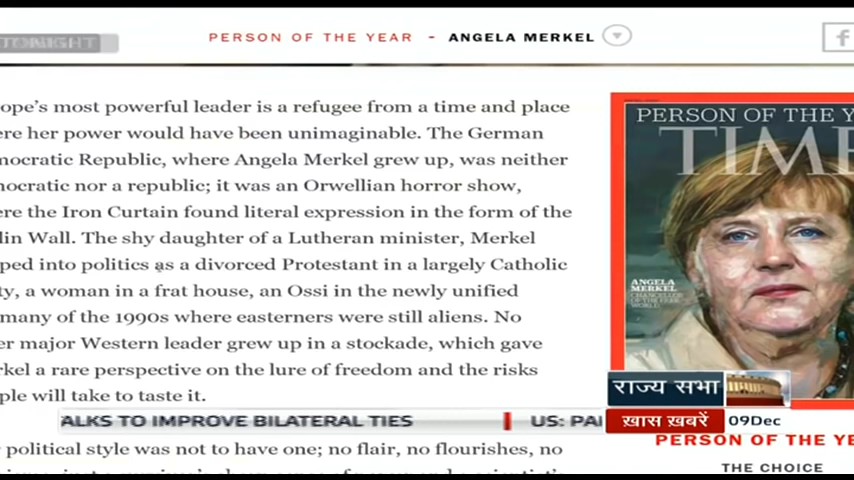 TONIGHT
PERSON OF THE YEAR - ANGELA MERKEL
f
ope's most powerful leader is a refugee from a time and place
ere her power would have been unimaginable. The German
mocratic Republic, where Angela Merkel grew up, was neither
mocratic nor a republic; it was an Orwellian horror show,
ere the Iron Curtain found literal expression in the form of the
lin Wall. The shy daughter of a Lutheran minister, Merkel
ped into politics as a divorced Protestant in a largely Catholic
ty, a woman in a frat house, an Ossi in the newly unified
many of the 1990s where easterners were still aliens. No
er major Western leader grew up in a stockade, which gave
rkel a rare perspective on the lure of freedom and the risks
ple will take to taste it.
PERSON OF THE Y
TIME
ANGELA
MERKEL
CHANCELLOR
OF THE FREE
WORLD
राज्य सभा
ALKS TO IMPROVE BILATERAL TIES US: PAI
ख़ास ख़बरें 09Dec
political style was not to have one; no flair, no flourishes, no
PERSON OF THE YE
THE CHOICE